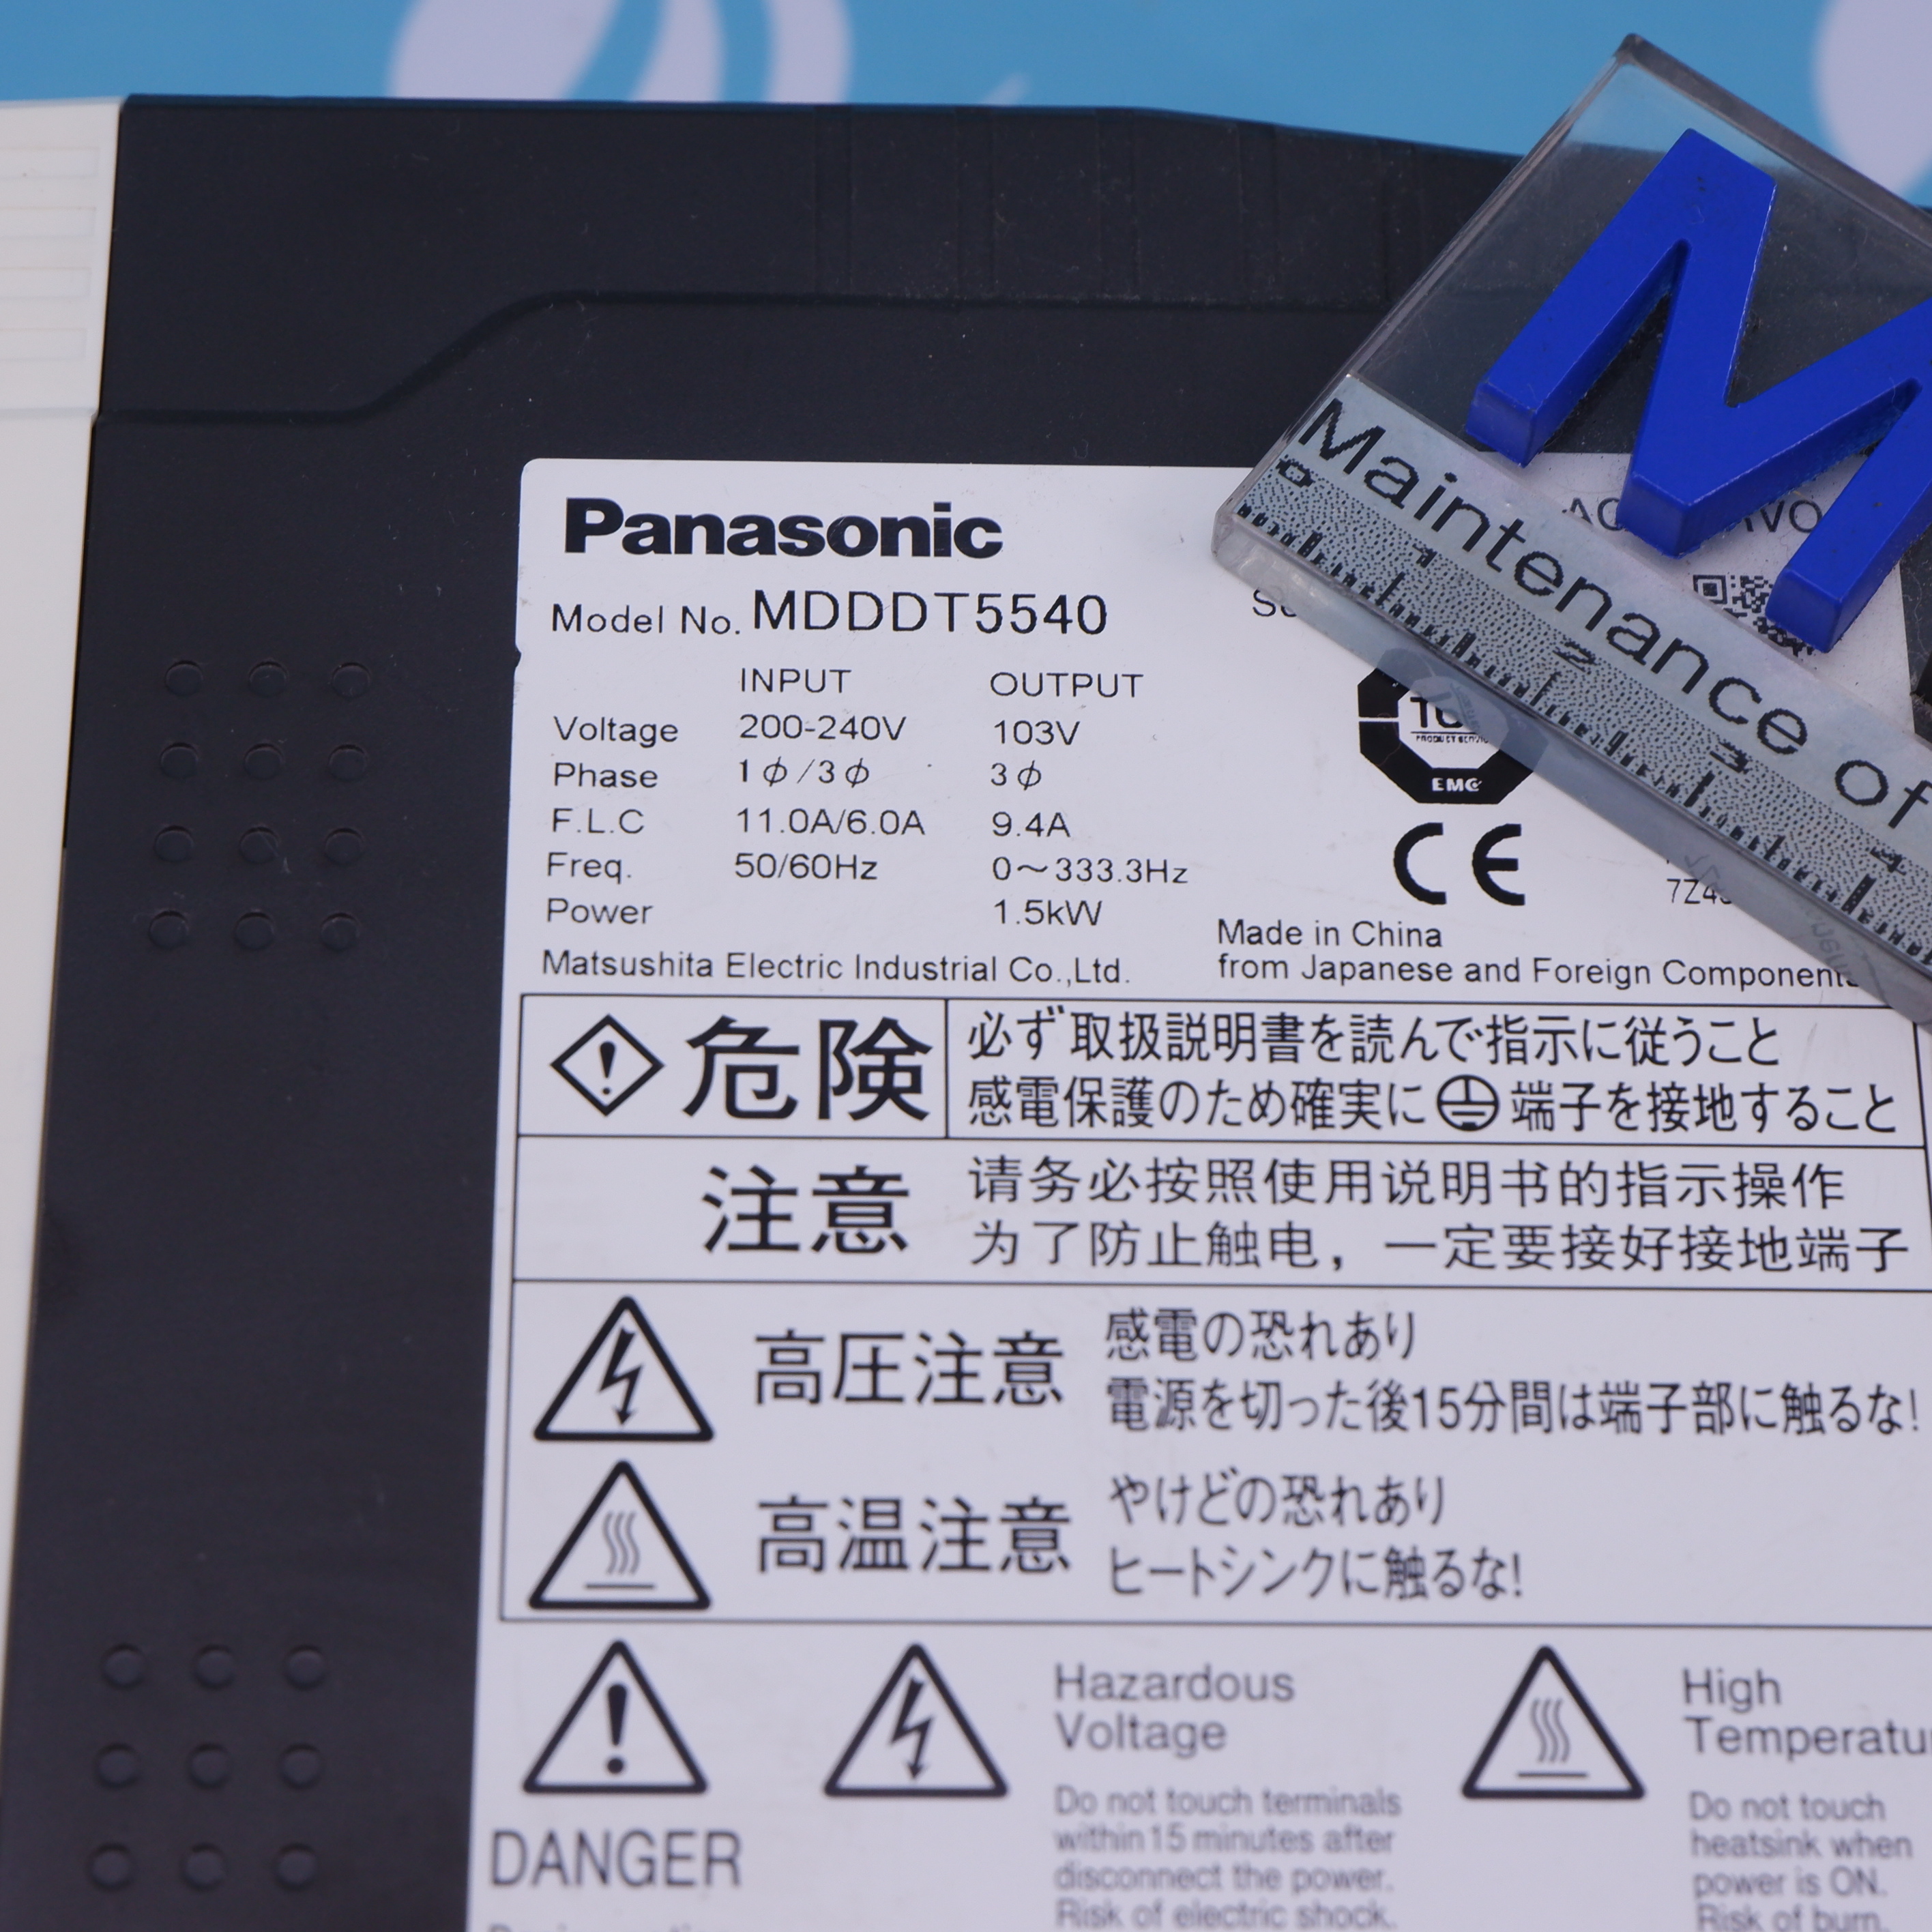 Panasonic
Model No. MDDDT5540
INPUT OUTPUT
Voltage 200-240V 103V
Phase 1φ/3φ 3φ
F.L.C 11.0A/6.0A 9.4A
Freq. 50/60Hz 0～333.3Hz
Power 1.5kW
Matsushita Electric Industrial Co.,Ltd.
Maintenance of
0 1 2 3 4
PRODUCT SERVICE
EMC
CE
Made in China
from Japanese and Foreign Components
危険
必ず取扱説明書を読んで指示に従うこと
感電保護のため確実に端子を接地すること
注意
请务必按照使用说明书的指示操作
为了防止触电，一定要接好接地端子
高圧注意
感電の恐れあり
電源を切った後15分間は端子部に触るな!
高温注意
やけどの恐れあり
ヒートシンクに触るな!
DANGER
Hazardous
Voltage
Do not touch terminals
within 15 minutes after
disconnect the power.
Risk of electric shock.
High
Do not touch
heatsink when
power is ON.
Risk of burn.